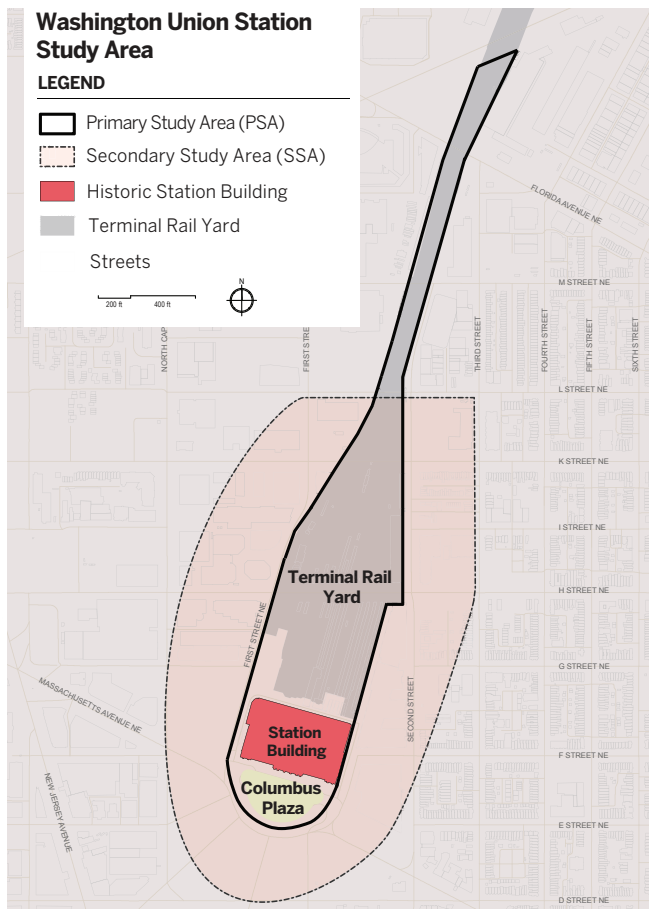 Washington Union Station
Study Area
LEGEND
Primary Study Area (PSA)
Secondary Study Area (SSA)
Historic Station Building
Terminal Rail Yard
Streets
N
200 ft
400 ft
FLORIDA AVENUE NE
M STREET NE
NORTH CAP
FIRST STRE
THIRD STREET
FOURTH STREET
FIFTH STREET
SIXTH STREET
L STREET NE
K STREET NE
I STREET NE
Terminal Rail
Yard
H STREET NE
FIRST STREET NE
G STREET NE
MASSACHUSETTS AVENUE NE
SECOND STREET
Station
Building
F STREET NE
NEW JERSEY AVENUE
Columbus
Plaza
E STREET NE
D STREET NE